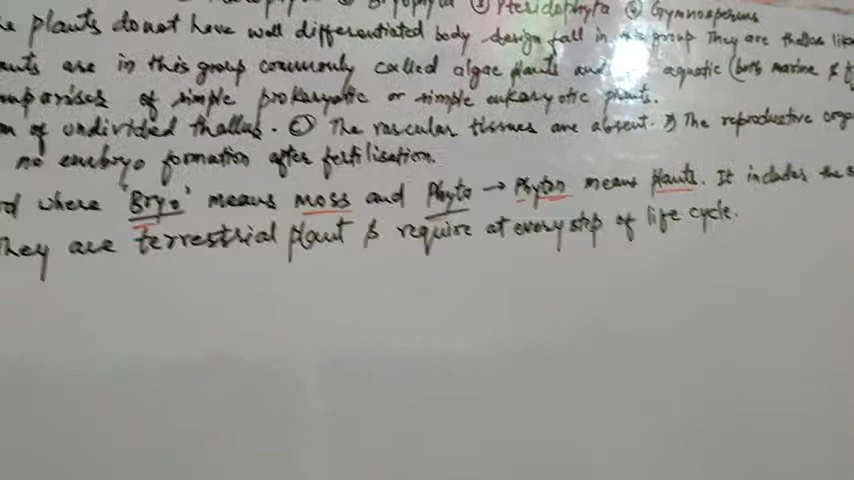 Bryophyta ③ Pteridophyta ④ Gymnosperms
plants do not have well differentiated body design fall in this group They are thallus
are in this group commonly called algae plants and aquatic (both marine &
of simple prokaryotic or simple eukaryotic plants.
of undivided thallus. The vascular tissues are absent. The reproductive
no embryo formation after fertilisation.
where 'Bryo' means moss and Phyta → Phyton means plants. It includes the
They are terrestrial plant & require at every step of life cycle.